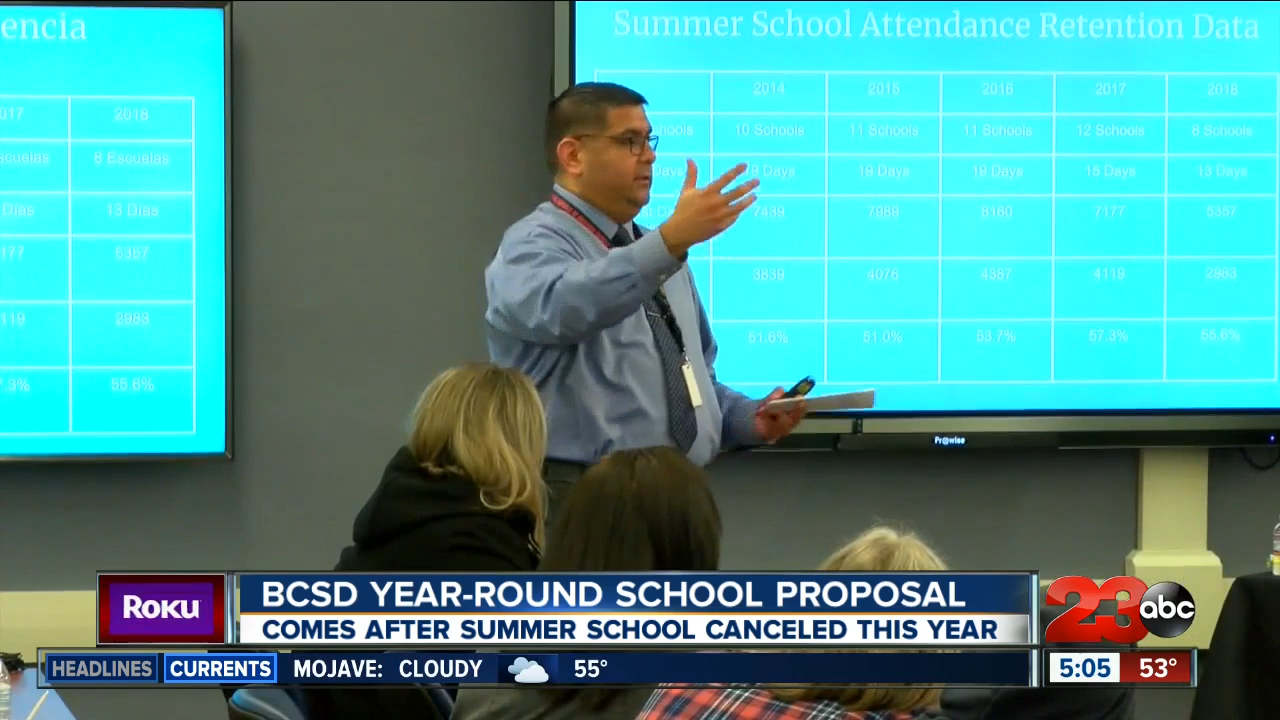 encia
017 2018
scuelas 8 Escuelas
Dias 13 Dias
177 5357
119 2983
.3% 55.6%
Summer School Attendance Retention Data
2014 2015 2016 2017 2018
hools 10 Schools 11 Schools 11 Schools 12 Schools 8 Schools
Days 19 Days 19 Days 15 Days 13 Days
7439 7989 8160 7177 5357
3839 4076 4387 4119 2983
51.6% 51.0% 53.7% 57.3% 55.6%
Prowise
Roku
BCSD YEAR-ROUND SCHOOL PROPOSAL
COMES AFTER SUMMER SCHOOL CANCELED THIS YEAR
23 abc
HEADLINES CURRENTS MOJAVE: CLOUDY 55° 5:05 53°